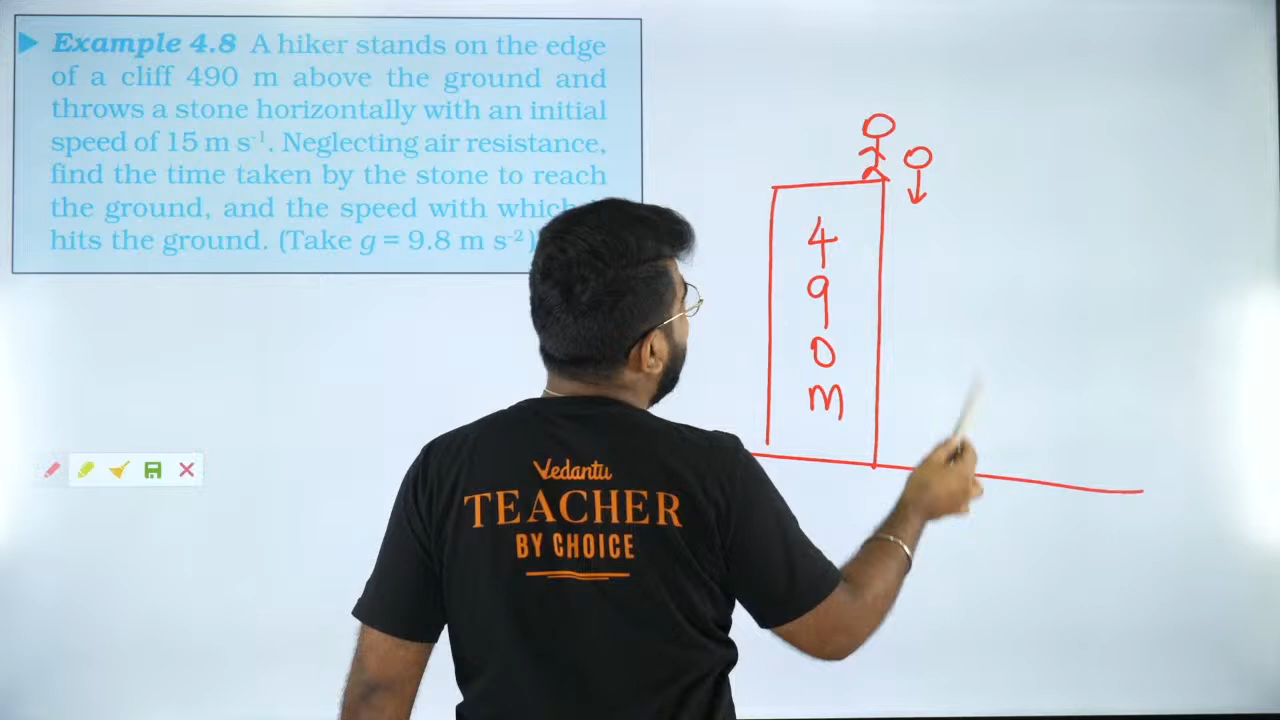 Example 4.8 A hiker stands on the edge
of a cliff 490 m above the ground and
throws a stone horizontally with an initial
speed of 15 m s⁻¹. Neglecting air resistance,
find the time taken by the stone to reach
the ground, and the speed with which
hits the ground. (Take g = 9.8 m s⁻²)
4
9
0
m
Vedantu
TEACHER
BY CHOICE